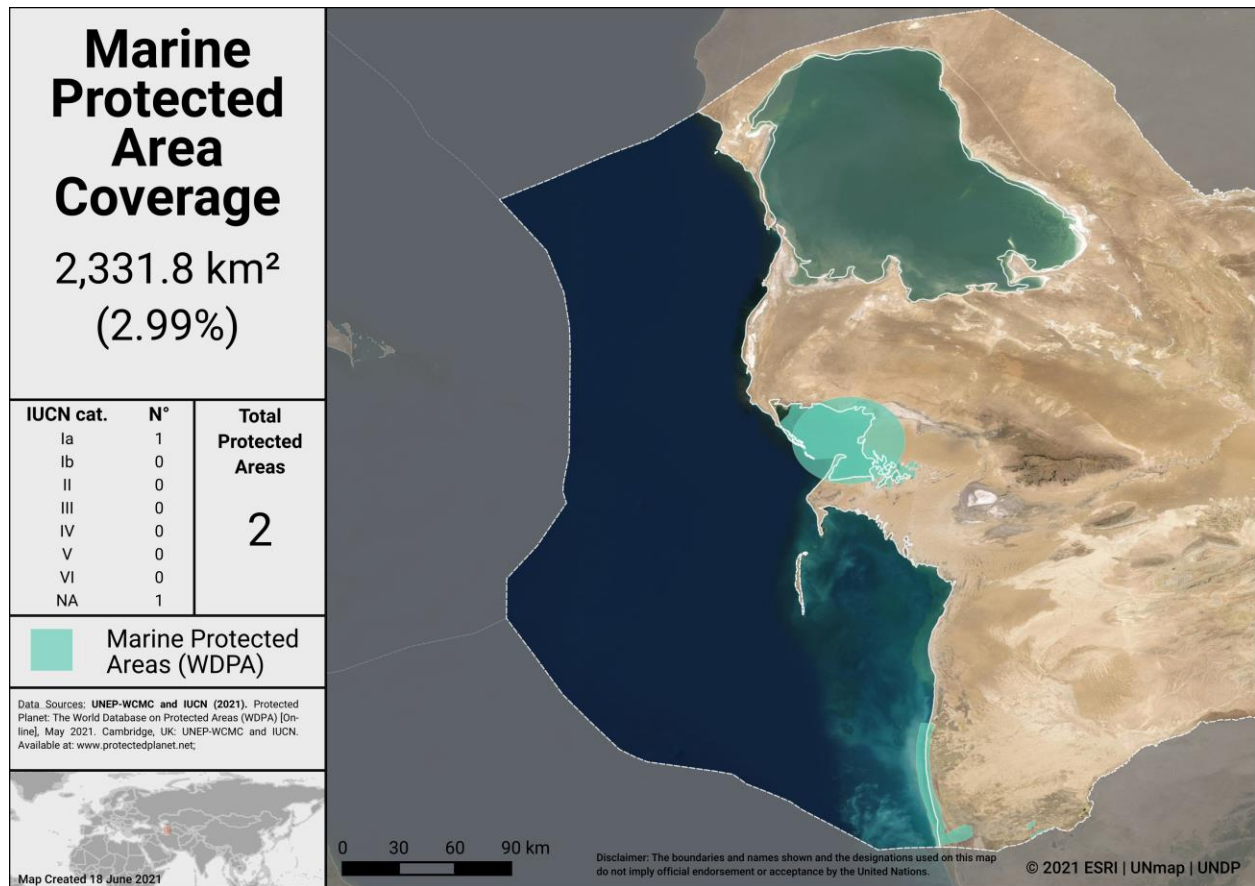 Marine
Protected
Area
Coverage
2,331.8 km²
(2.99%)
IUCN cat. N°
Ia 1
Ib 0
II 0
III 0
IV 0
V 0
VI 0
NA 1
Total
Protected
Areas
2
Marine Protected
Areas (WDPA)
Data Sources: UNEP-WCMC and IUCN (2021). Protected
Planet: The World Database on Protected Areas (WDPA) [On-
line], May 2021. Cambridge, UK: UNEP-WCMC and IUCN.
Available at: www.protectedplanet.net;
Map Created 18 June 2021
0 30 60 90 km
Disclaimer: The boundaries and names shown and the designations used on this map
do not imply official endorsement or acceptance by the United Nations.
© 2021 ESRI | UNmap | UNDP